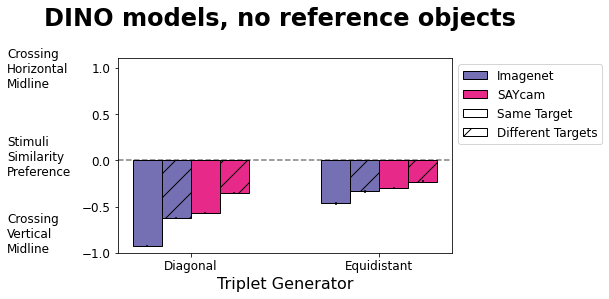 DINO models, no reference objects
Crossing
Horizontal
Midline
Stimuli
Similarity
Preference
Crossing
Vertical
Midline
1.0
0.5
0.0
−0.5
−1.0
Diagonal
Equidistant
Triplet Generator
Imagenet
SAYcam
Same Target
Different Targets